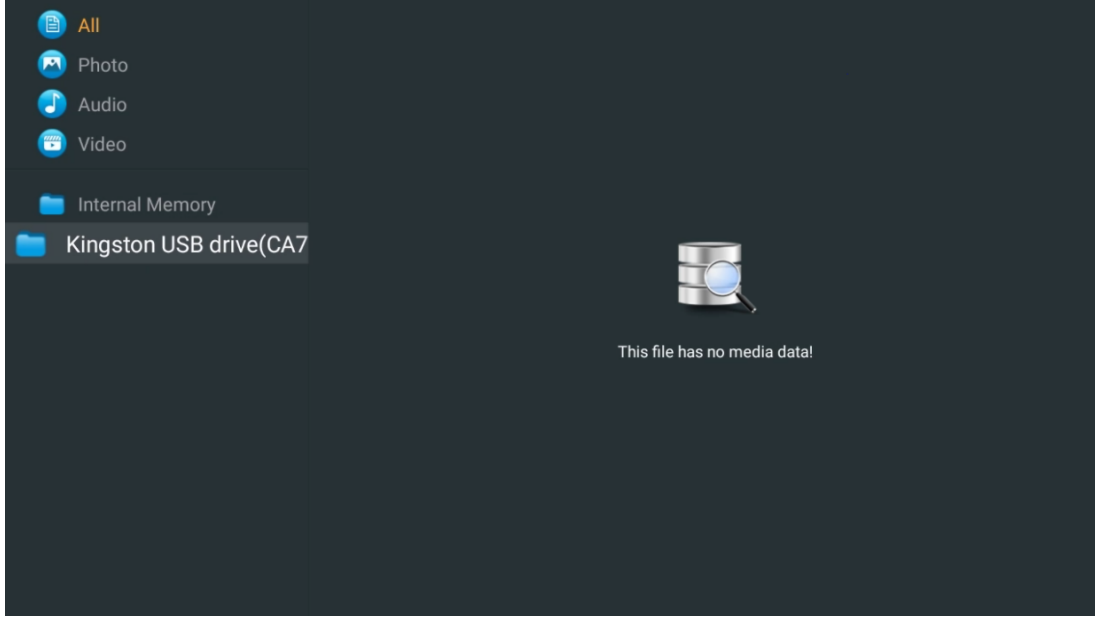 All
Photo
Audio
Video
Internal Memory
Kingston USB drive(CA7
This file has no media data!